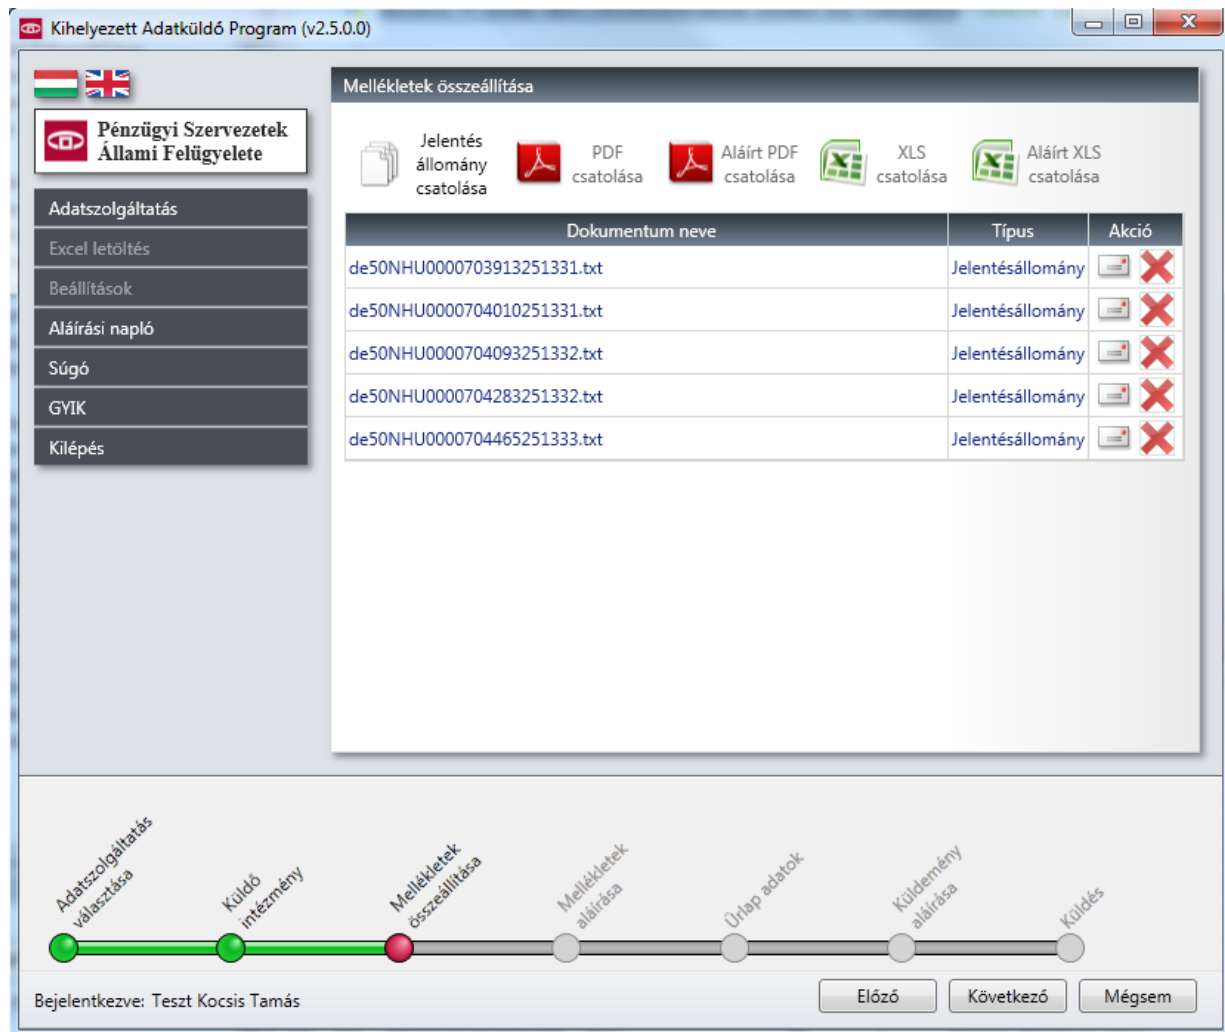 Kihelyezett Adatküldő Program (v2.5.0.0)
Pénzügyi Szervezetek
Állami Felügyelete
Adatszolgáltatás
Excel letöltés
Beállítások
Aláírási napló
Súgó
GYIK
Kilépés
Mellékletek összeállítása
Jelentés
állomány
csatolása
PDF
csatolása
Aláírt PDF
csatolása
XLS
csatolása
Aláírt XLS
csatolása
Dokumentum neve Típus Akció
de50NHU0000703913251331.txt Jelentésállomány
de50NHU0000704010251331.txt Jelentésállomány
de50NHU0000704093251332.txt Jelentésállomány
de50NHU0000704283251332.txt Jelentésállomány
de50NHU0000704465251333.txt Jelentésállomány
Adatszolgáltatás
választása
Küldő
intézmény
Mellékletek
összeállítása
Mellékletek
aláírása
Űrlap adatok
Küldemény
aláírása
Küldés
Bejelentkezve: Teszt Kocsis Tamás
Előző
Következő
Mégsem